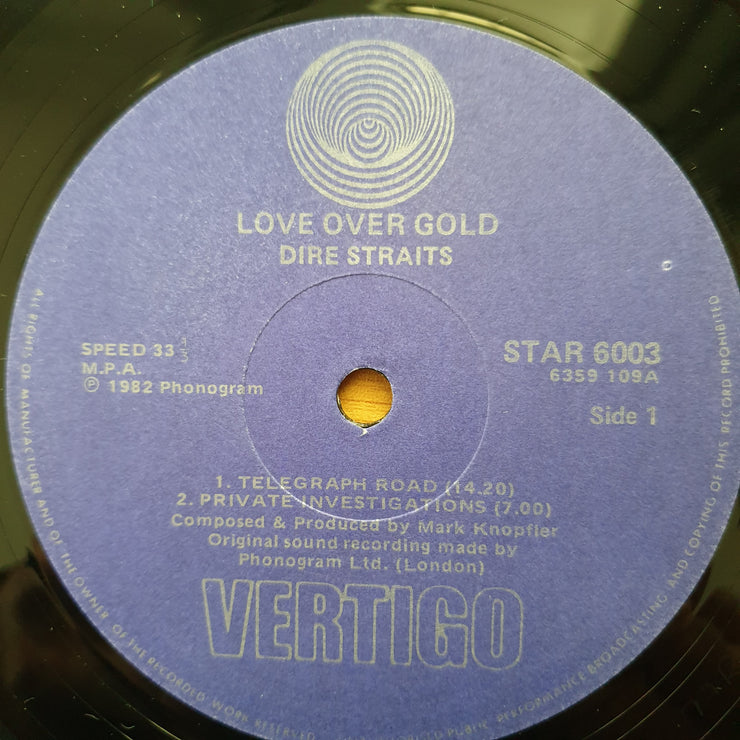 LOVE OVER GOLD
DIRE STRAITS
SPEED 33 1/3
M.P.A.
℗ 1982 Phonogram
STAR 6003
6359 109A
Side 1
1. TELEGRAPH ROAD (14.20)
2. PRIVATE INVESTIGATIONS (7.00)
Composed & Produced by Mark Knopfler
Original sound recording made by
Phonogram Ltd. (London)
VERTIGO
ALL RIGHTS OF MANUFACTURER AND OF THE OWNER OF THE RECORDED WORK RESERVED PUBLIC PERFORMANCE BROADCASTING AND COPYING OF THIS RECORD PROHIBITED